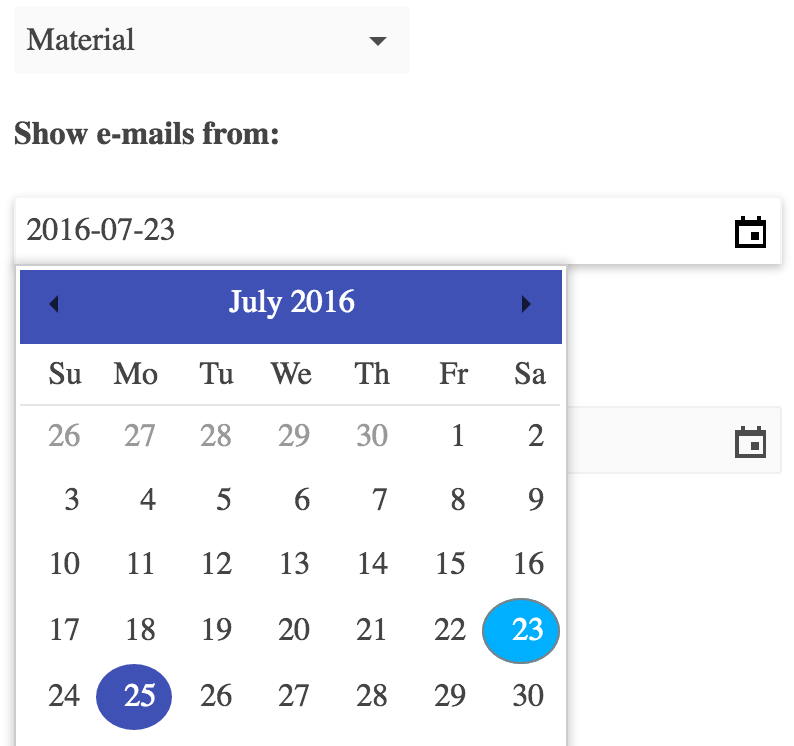 Material
Show e-mails from:
2016-07-23
July 2016
Su Mo Tu We Th Fr Sa
26 27 28 29 30 1 2
3 4 5 6 7 8 9
10 11 12 13 14 15 16
17 18 19 20 21 22 23
24 25 26 27 28 29 30